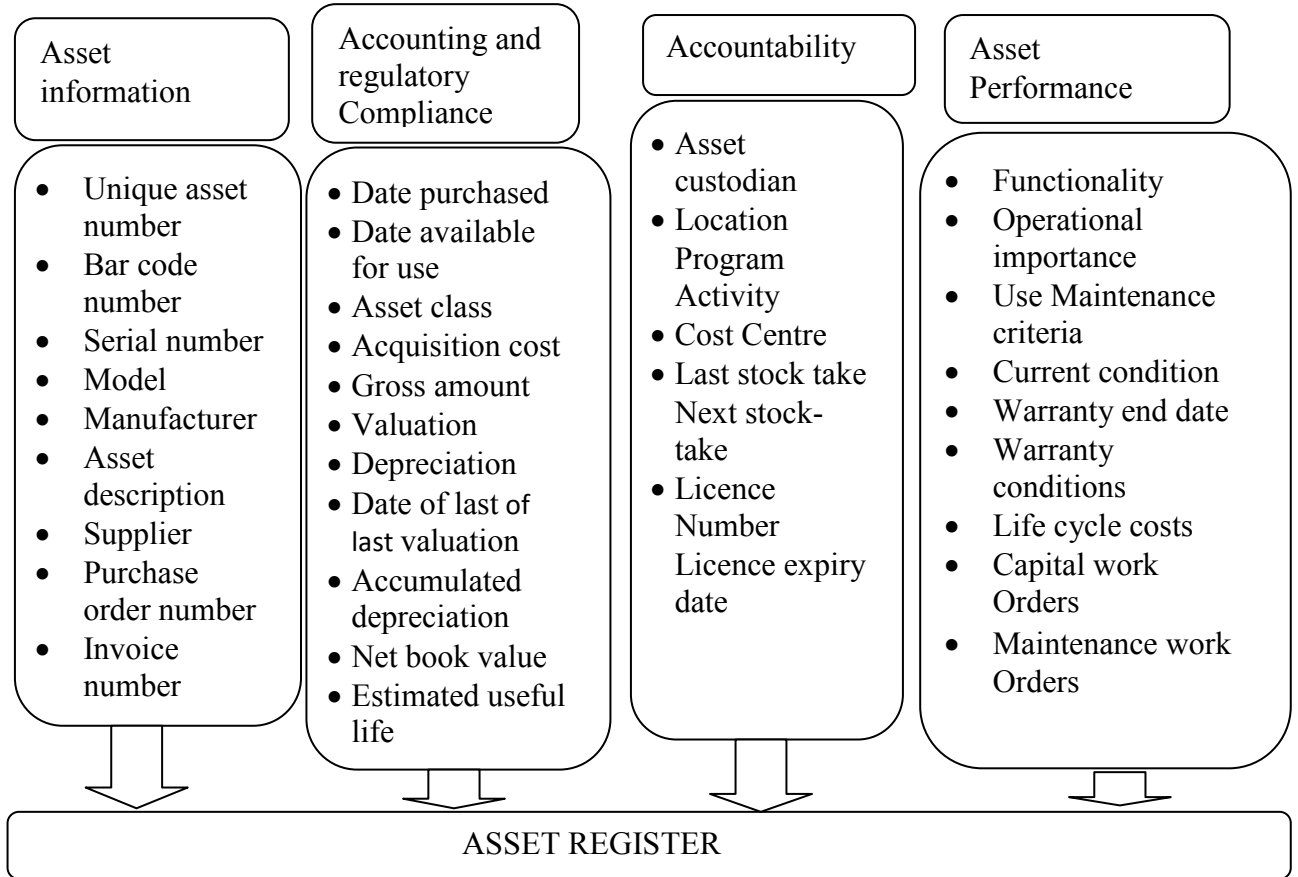 Asset
information
• Unique asset
number
• Bar code
number
• Serial number
• Model
• Manufacturer
• Asset
description
• Supplier
• Purchase
order number
• Invoice
number
Accounting and
regulatory
Compliance
• Date purchased
• Date available
for use
• Asset class
• Acquisition cost
• Gross amount
• Valuation
• Depreciation
• Date of last of
last valuation
• Accumulated
depreciation
• Net book value
• Estimated useful
life
Accountability
• Asset
custodian
• Location
Program
Activity
• Cost Centre
• Last stock take
Next stock-
take
• Licence
Number
Licence expiry
date
Asset
Performance
• Functionality
• Operational
importance
• Use Maintenance
criteria
• Current condition
• Warranty end date
• Warranty
conditions
• Life cycle costs
• Capital work
Orders
• Maintenance work
Orders
ASSET REGISTER